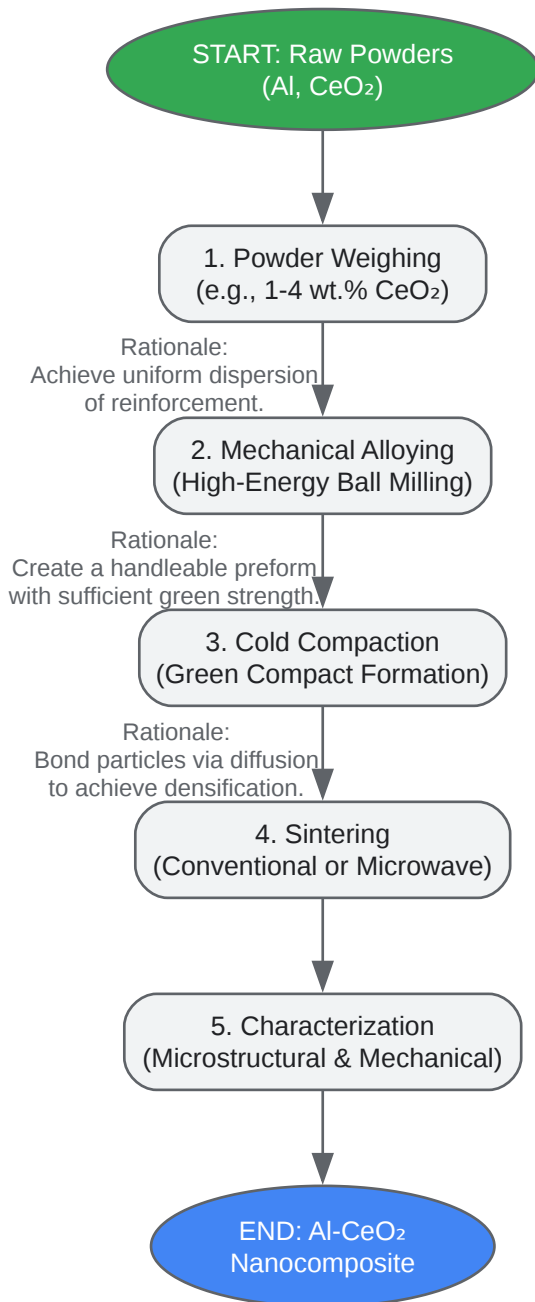 START: Raw Powders
(Al, CeO₂)
1. Powder Weighing
(e.g., 1-4 wt.% CeO₂)
Rationale:
Achieve uniform dispersion
of reinforcement.
2. Mechanical Alloying
(High-Energy Ball Milling)
Rationale:
Create a handleable preform
with sufficient green strength.
3. Cold Compaction
(Green Compact Formation)
Rationale:
Bond particles via diffusion
to achieve densification.
4. Sintering
(Conventional or Microwave)
5. Characterization
(Microstructural & Mechanical)
END: Al-CeO₂
Nanocomposite